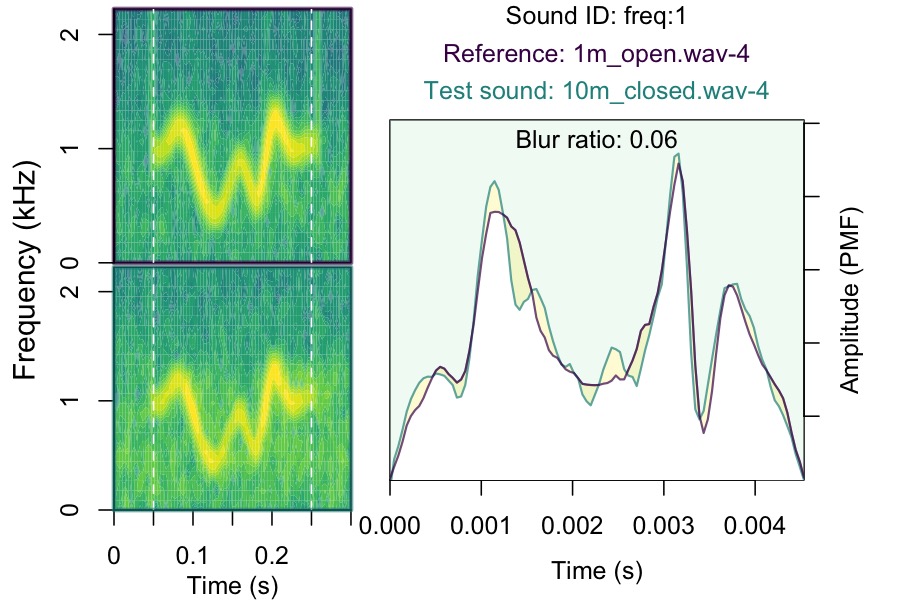 Sound ID: freq:1
Reference: 1m_open.wav-4
Test sound: 10m_closed.wav-4
Blur ratio: 0.06
Frequency (kHz)
2
1
0
2
1
0
0 0.1 0.2
Time (s)
Amplitude (PMF)
0.000 0.001 0.002 0.003 0.004
Time (s)